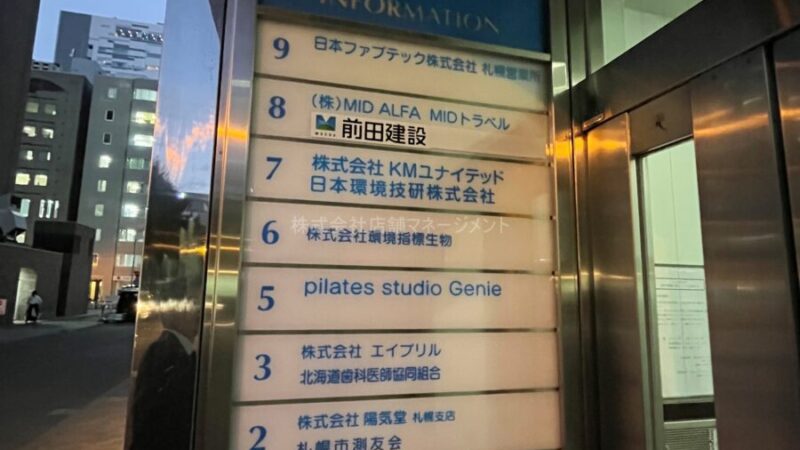 INFORMATION
9 日本ファブテック株式会社 札幌営業所
8 (株)MID ALFA MIDトラベル
前田建設
7 株式会社 KMユナイテッド
日本環境技研株式会社
株式会社店舗マネージメント
6 株式会社環境指標生物
5 pilates studio Genie
3 株式会社 エイプリル
北海道歯科医師協同組合
2 株式会社 陽気堂 札幌支店
札幌市測友会